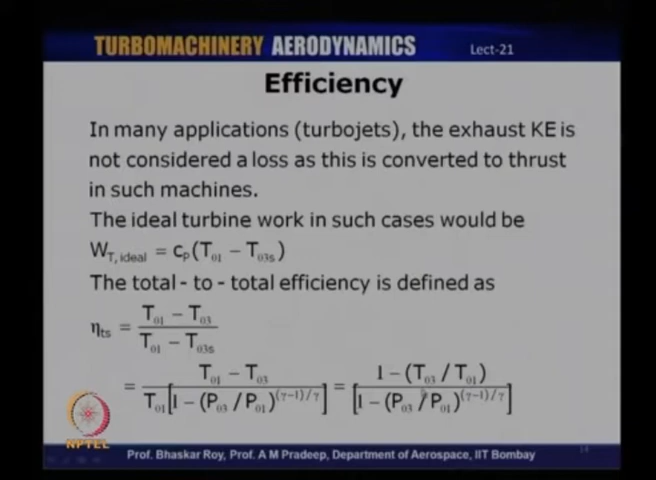 TURBOMACHINERY AERODYNAMICS Lect-21
Efficiency
In many applications (turbojets), the exhaust KE is
not considered a loss as this is converted to thrust
in such machines.
The ideal turbine work in such cases would be
W_T, ideal = c_p(T_01 − T_03s)
The total - to - total efficiency is defined as
η_ts = (T_01 − T_03) / (T_01 − T_03s)
= (T_01 − T_03) / (T_01[1 − (P_03 / P_01)^(γ−1)/γ]) = (1 − (T_03 / T_01)) / ([1 − (P_03 / P_01)^(γ−1)/γ])
NPTEL
Prof. Bhaskar Roy, Prof. A M Pradeep, Department of Aerospace, IIT Bombay